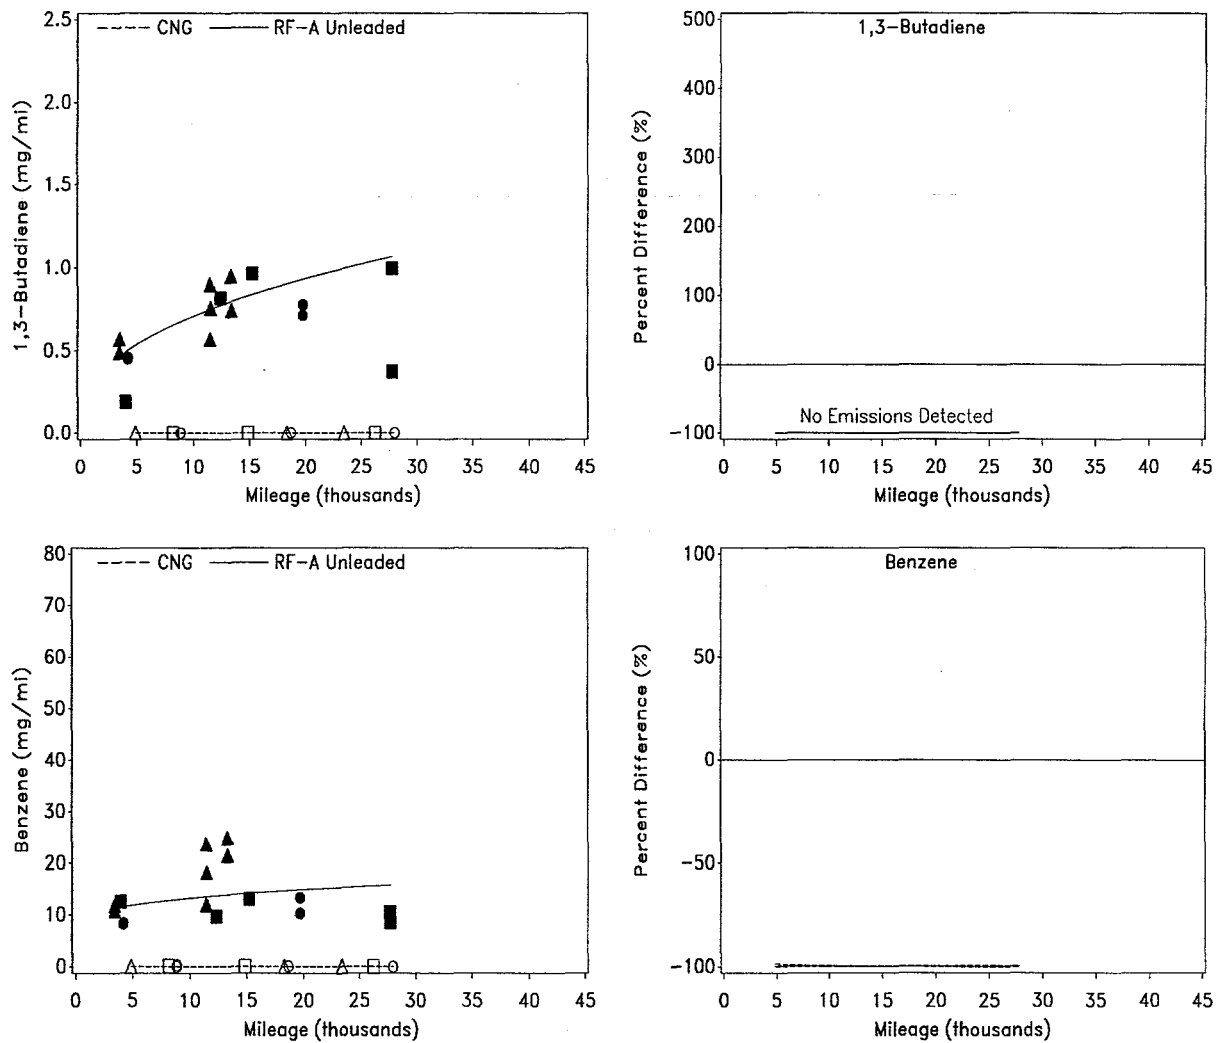 1,3-Butadiene (mg/mi)
2.5
2.0
1.5
1.0
0.5
0.0
CNG RF-A Unleaded
0 5 10 15 20 25 30 35 40 45
Mileage (thousands)
Percent Difference (%)
500
400
300
200
100
0
-100
1,3-Butadiene
No Emissions Detected
0 5 10 15 20 25 30 35 40 45
Mileage (thousands)
Benzene (mg/mi)
80
70
60
50
40
30
20
10
0
CNG RF-A Unleaded
0 5 10 15 20 25 30 35 40 45
Mileage (thousands)
Percent Difference (%)
100
50
0
-50
-100
Benzene
0 5 10 15 20 25 30 35 40 45
Mileage (thousands)